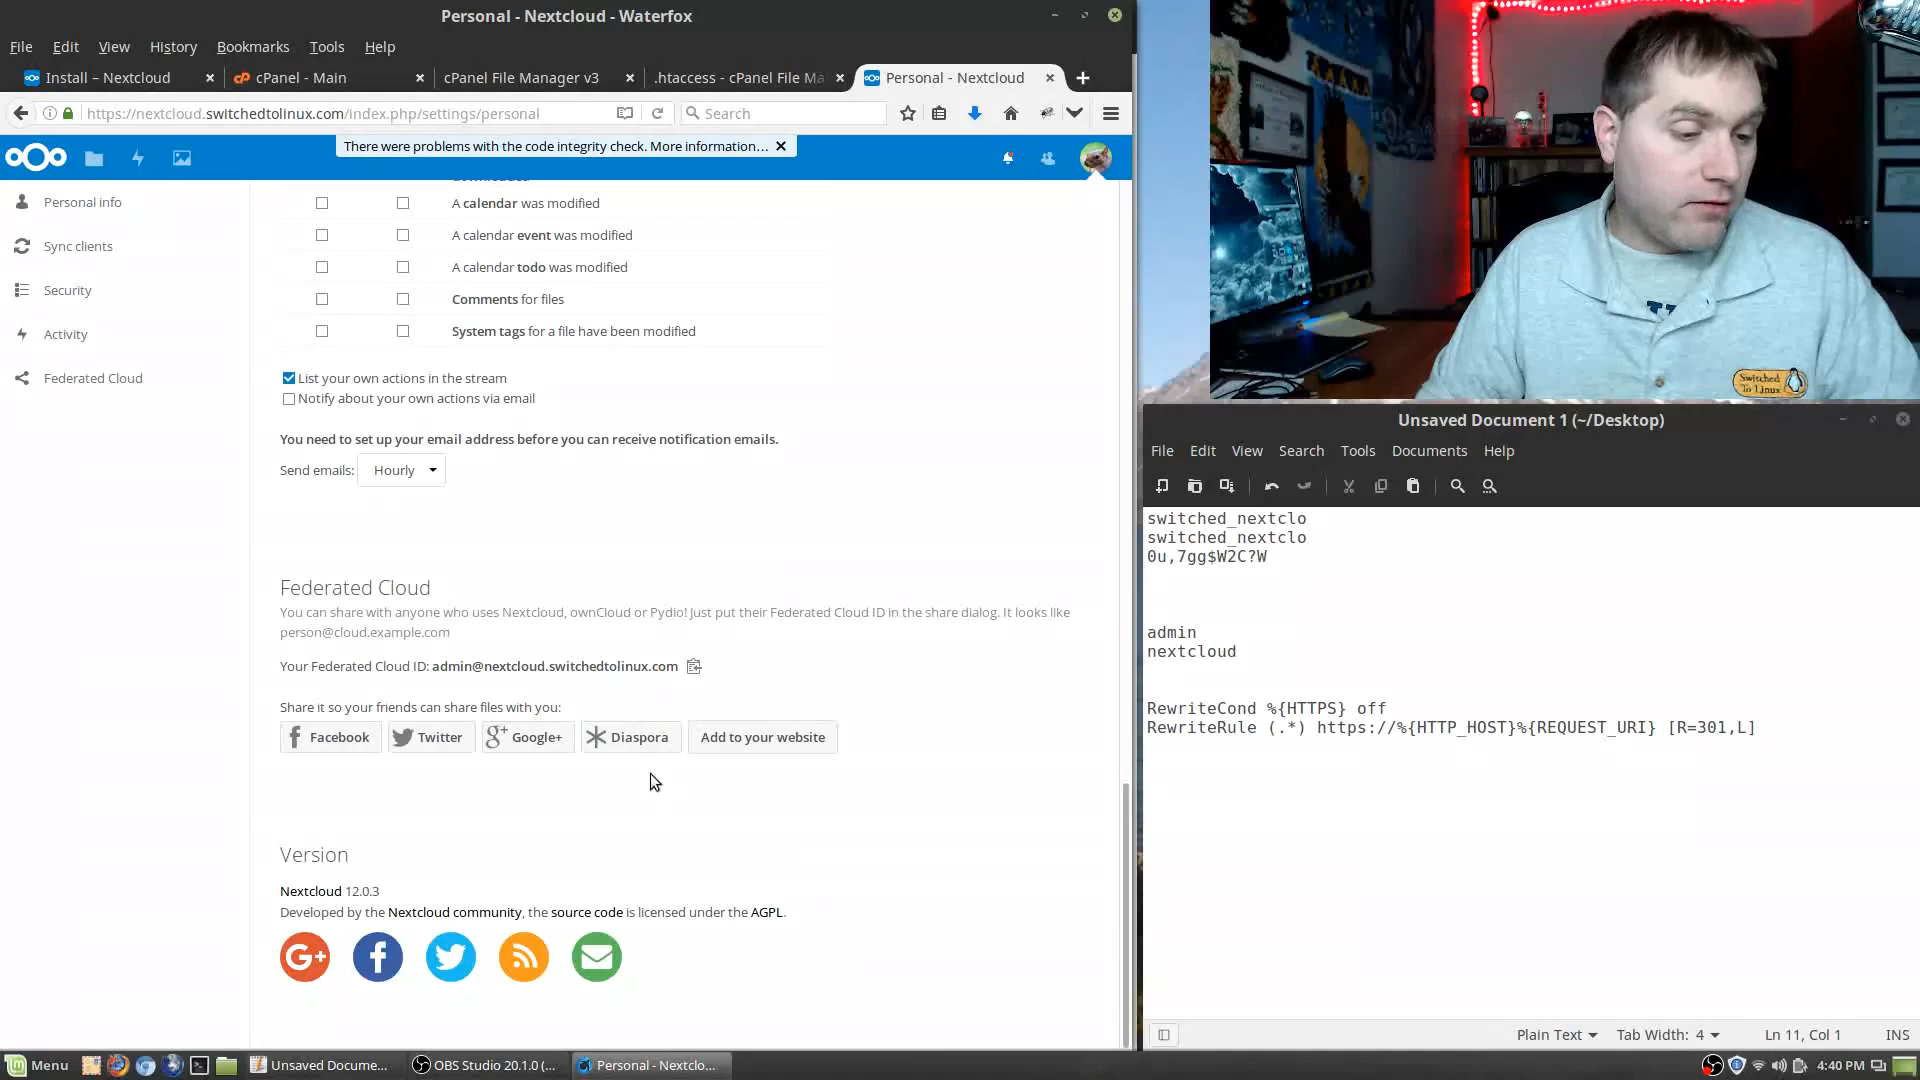 Personal - Nextcloud - Waterfox
File Edit View History Bookmarks Tools Help
Install – Nextcloud
cPanel - Main
cPanel File Manager v3
.htaccess - cPanel File Ma
Personal - Nextcloud
https://nextcloud.switchedtolinux.com/index.php/settings/personal
Search
There were problems with the code integrity check. More information…
Personal info
Sync clients
Security
Activity
Federated Cloud
A calendar was modified
A calendar event was modified
A calendar todo was modified
Comments for files
System tags for a file have been modified
List your own actions in the stream
Notify about your own actions via email
You need to set up your email address before you can receive notification emails.
Send emails: Hourly
Federated Cloud
You can share with anyone who uses Nextcloud, ownCloud or Pydio! Just put their Federated Cloud ID in the share dialog. It looks like
person@cloud.example.com
Your Federated Cloud ID: admin@nextcloud.switchedtolinux.com
Share it so your friends can share files with you:
Facebook Twitter Google+ Diaspora Add to your website
Version
Nextcloud 12.0.3
Developed by the Nextcloud community, the source code is licensed under the AGPL.
Switched
To Linux
Unsaved Document 1 (~/Desktop)
File Edit View Search Tools Documents Help
switched_nextclo
switched_nextclo
0u,7gg$W2C?W
admin
nextcloud
RewriteCond %{HTTPS} off
RewriteRule (.*) https://%{HTTP_HOST}%{REQUEST_URI} [R=301,L]
Plain Text Tab Width: 4 Ln 11, Col 1 INS
Menu
Unsaved Docume...
OBS Studio 20.1.0 (...
Personal - Nextclo...
4:40 PM